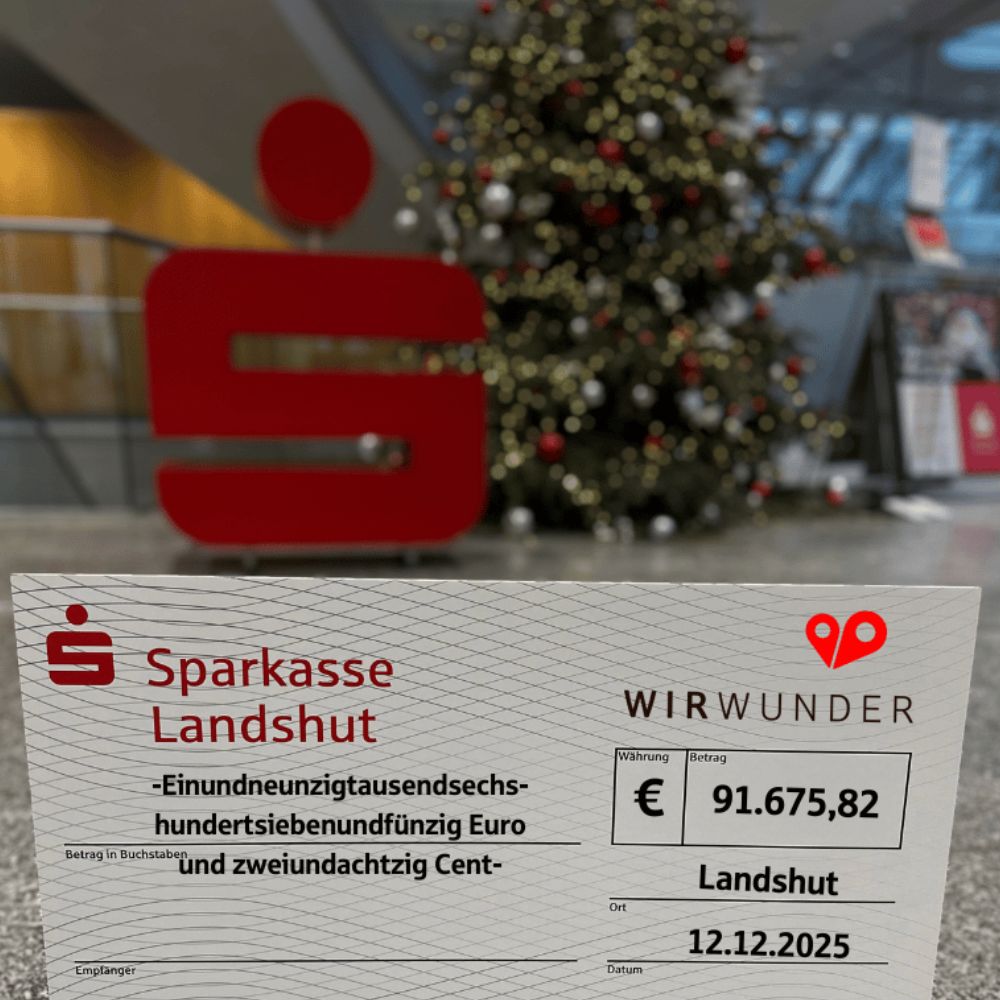 Sparkasse
Landshut
WIRWUNDER
-Einundneunzigtausendsechs-
hundertsiebenundfünzig Euro
Betrag in Buchstaben
und zweiundachtzig Cent-
Währung
Betrag
€
91.675,82
Landshut
Ort
12.12.2025
Datum
Empfänger